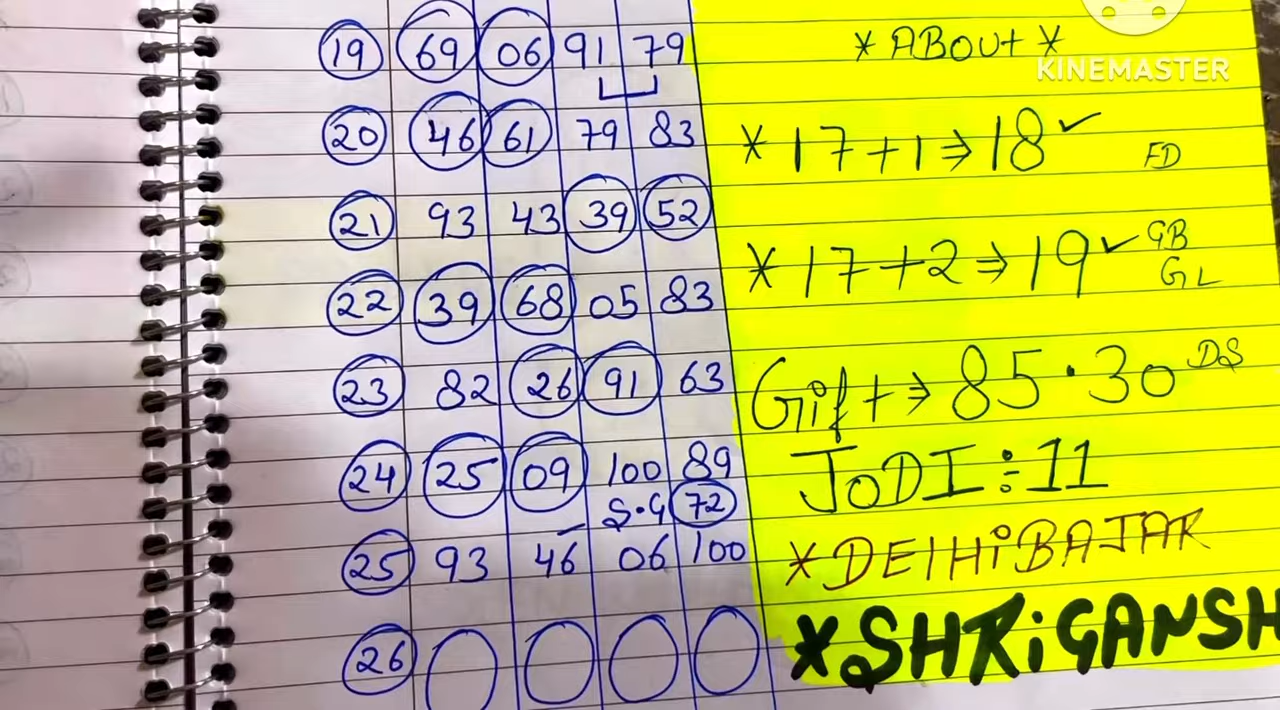 19 69 06 91 79
20 46 61 79 83
21 93 43 39 52
22 39 68 05 83
23 82 26 91 63
24 25 09 100 89
S.G 72
25 93 46 06 100
26
* ABOUt *
KINEMASTER
* 17+1⇒18✓ FD
* 17+2⇒19✓ GB
GL
Gift⇒85·30 DS
JODI÷11
*DElHiBAJAR
*SHRiGANSH